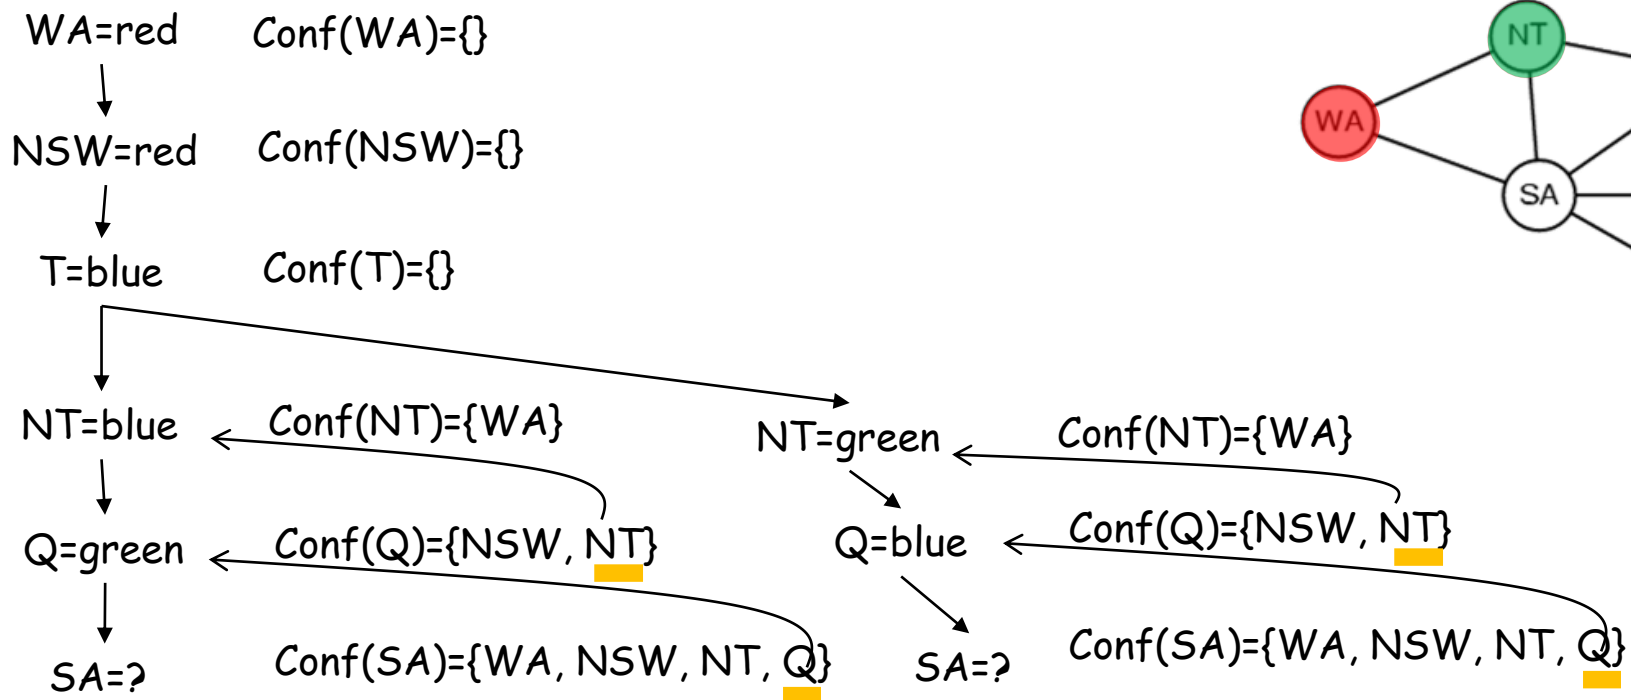 WA=red Conf(WA)={}
NT
WA
NSW=red Conf(NSW)={}
SA
T=blue Conf(T)={}
NT=blue Conf(NT)={WA} NT=green Conf(NT)={WA}
Q=green Conf(Q)={NSW, NT} Q=blue Conf(Q)={NSW, NT}
SA=? Conf(SA)={WA, NSW, NT, Q} SA=? Conf(SA)={WA, NSW, NT, Q}